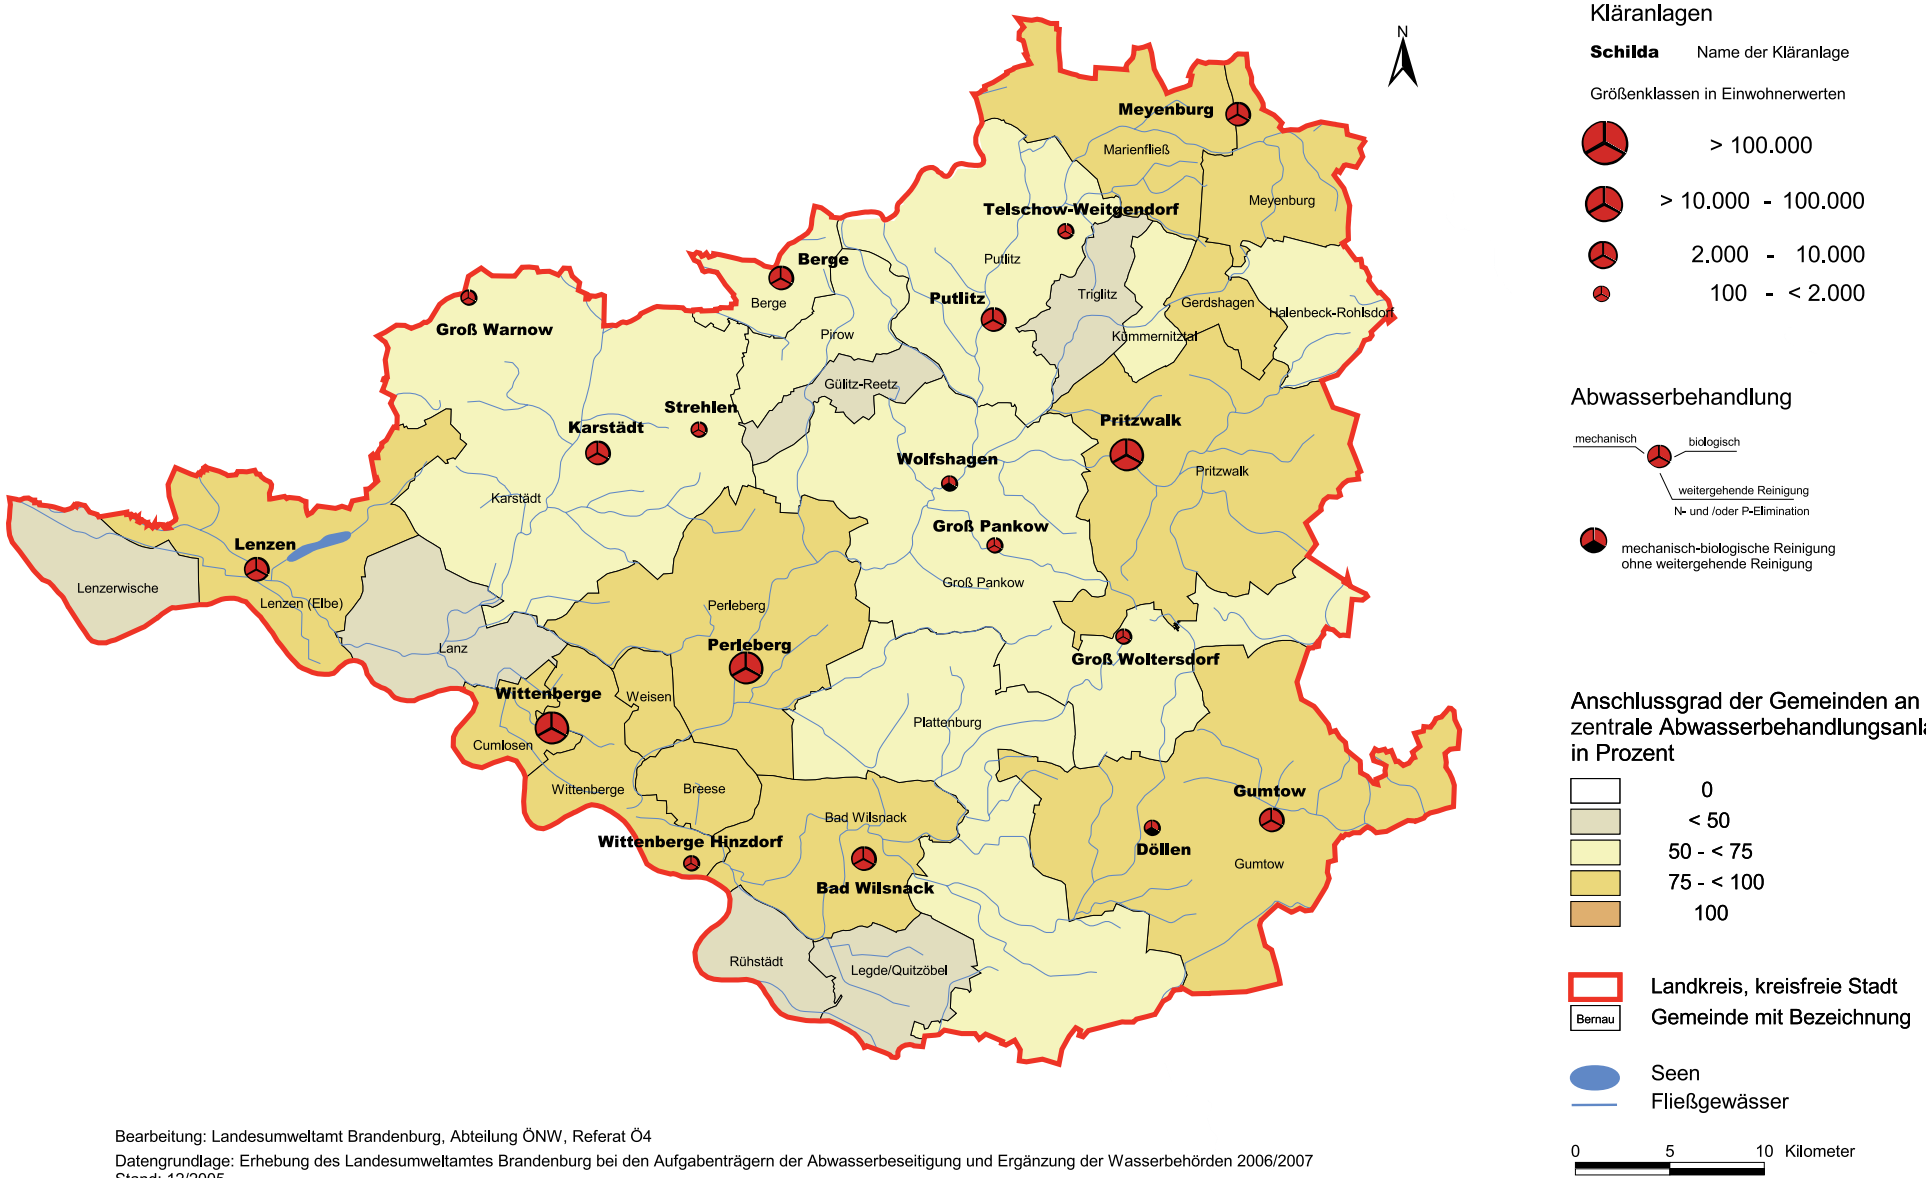 Kläranlagen
Schilda Name der Kläranlage
Größenklassen in Einwohnerwerten
> 100.000
> 10.000 - 100.000
2.000 - 10.000
100 - < 2.000
Abwasserbehandlung
mechanisch
biologisch
weitergehende Reinigung
N- und /oder P-Elimination
mechanisch-biologische Reinigung
ohne weitergehende Reinigung
Anschlussgrad der Gemeinden an
zentrale Abwasserbehandlungsanla
in Prozent
0
< 50
50 - < 75
75 - < 100
100
Landkreis, kreisfreie Stadt
Bernau Gemeinde mit Bezeichnung
Seen
Fließgewässer
0 5 10 Kilometer
N
Meyenburg
Marienfließ
Meyenburg
Telschow-Weitgendorf
Putlitz
Berge
Berge
Putlitz
Triglitz
Gerdshagen
Halenbeck-Rohlsdorf
Groß Warnow
Pirow
Kümmernitztal
Gülitz-Reetz
Strehlen
Karstädt
Pritzwalk
Wolfshagen
Pritzwalk
Karstädt
Groß Pankow
Lenzen
Lenzerwische
Groß Pankow
Lenzen (Elbe)
Perleberg
Lanz
Perleberg
Groß Woltersdorf
Wittenberge
Weisen
Plattenburg
Cumlosen
Wittenberge
Breese
Gumtow
Bad Wilsnack
Wittenberge Hinzdorf
Döllen
Gumtow
Bad Wilsnack
Rühstädt
Legde/Quitzöbel
Bearbeitung: Landesumweltamt Brandenburg, Abteilung ÖNW, Referat Ö4
Datengrundlage: Erhebung des Landesumweltamtes Brandenburg bei den Aufgabenträgern der Abwasserbeseitigung und Ergänzung der Wasserbehörden 2006/2007
Stand: 12/2005